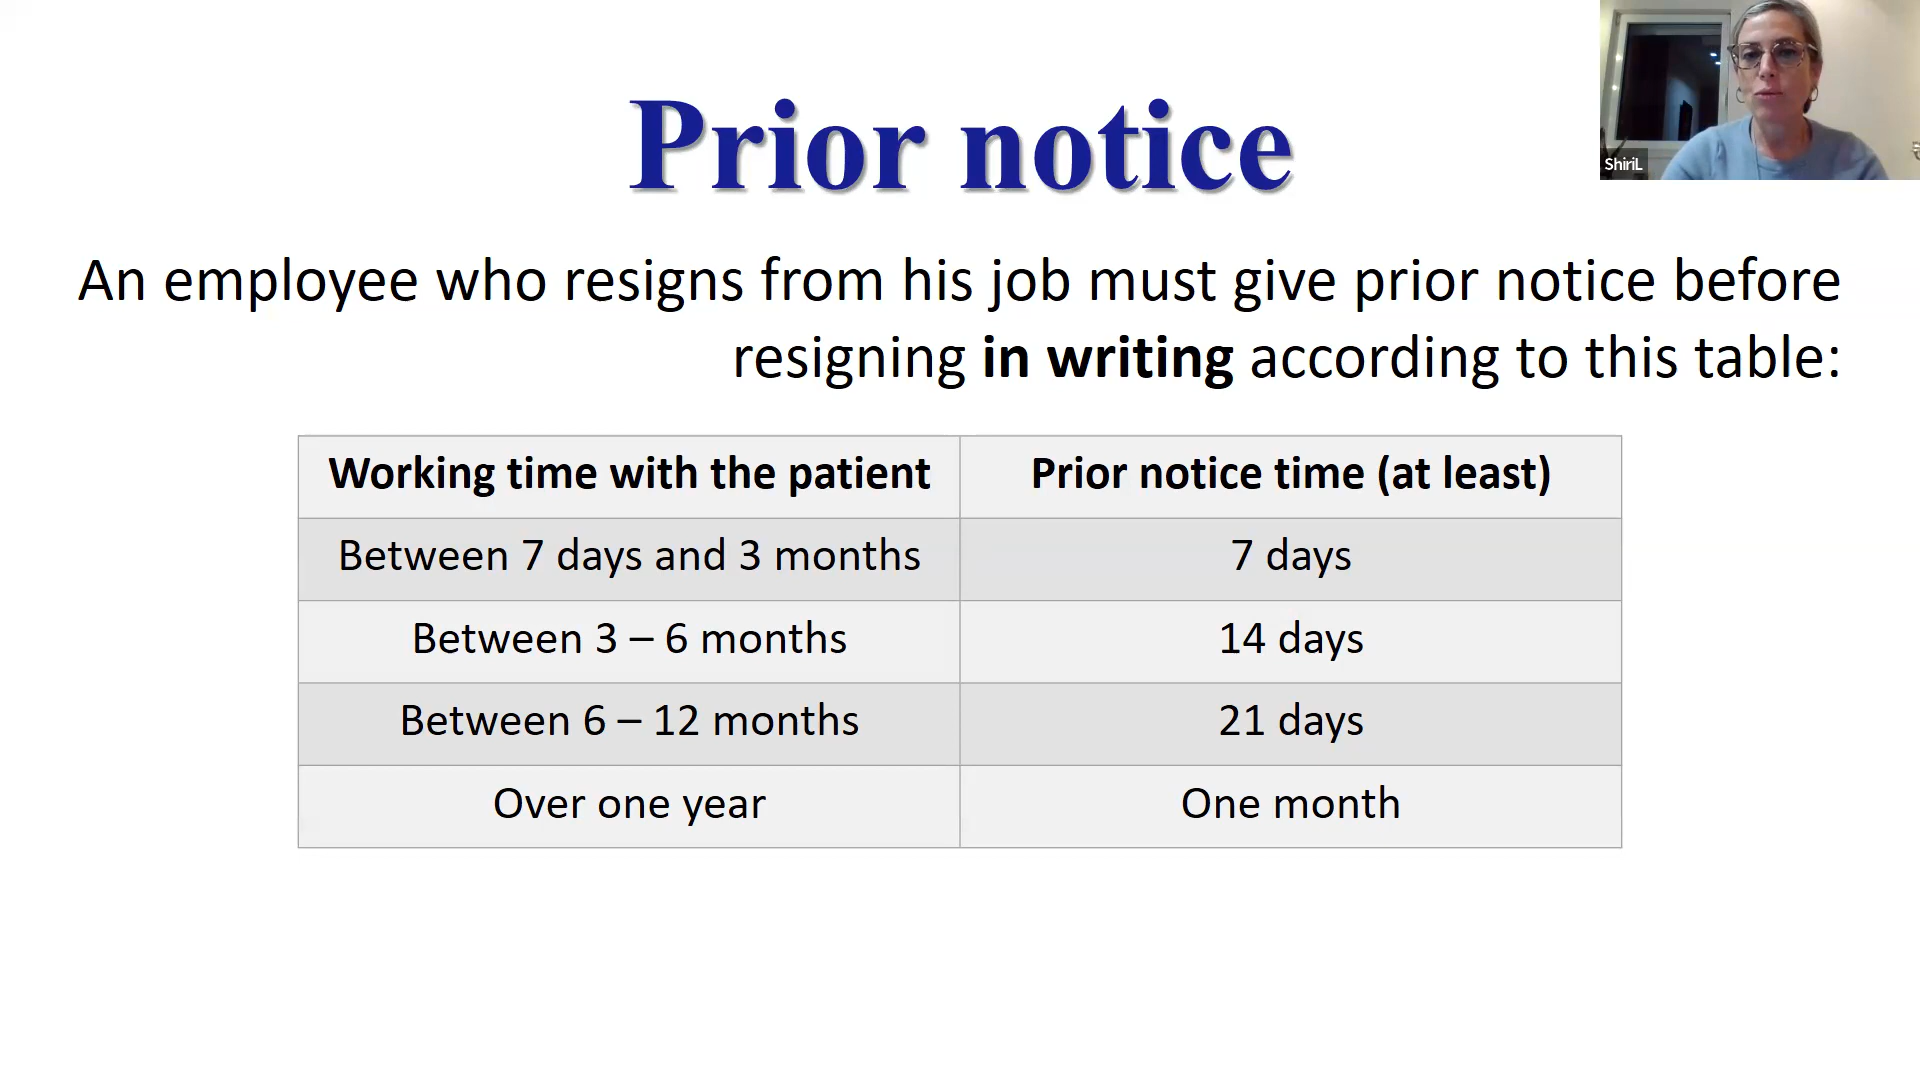 Prior notice
ShiriL
An employee who resigns from his job must give prior notice before
resigning in writing according to this table:
Working time with the patient
Prior notice time (at least)
Between 7 days and 3 months
7 days
Between 3 – 6 months
14 days
Between 6 – 12 months
21 days
Over one year
One month